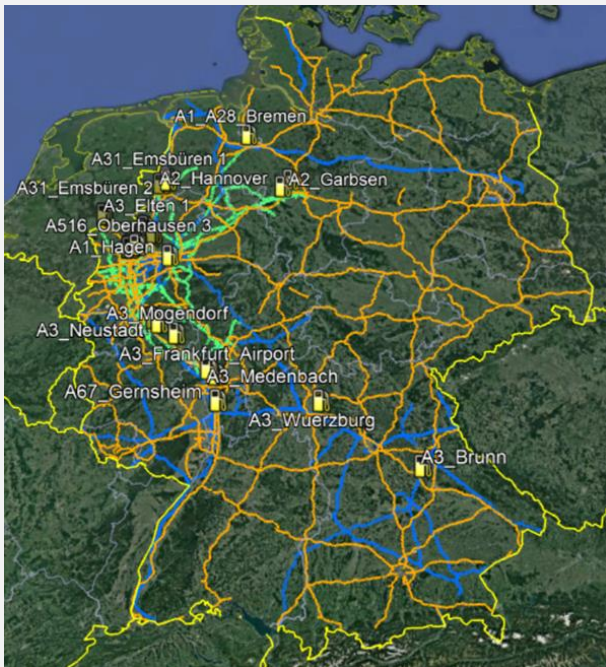 A1_A28_Bremen
A31_Emsbüren 1
A2_Hannover
A2_Garbsen
A31_Emsbüren 2
A3_Elten 1
A516_Oberhausen 3
A1_Hagen
A3_Mogendorf
A3_Neustadt
A3_Frankfurt_Airport
A3_Medenbach
A67_Gernsheim
A3_Wuerzburg
A3_Brunn